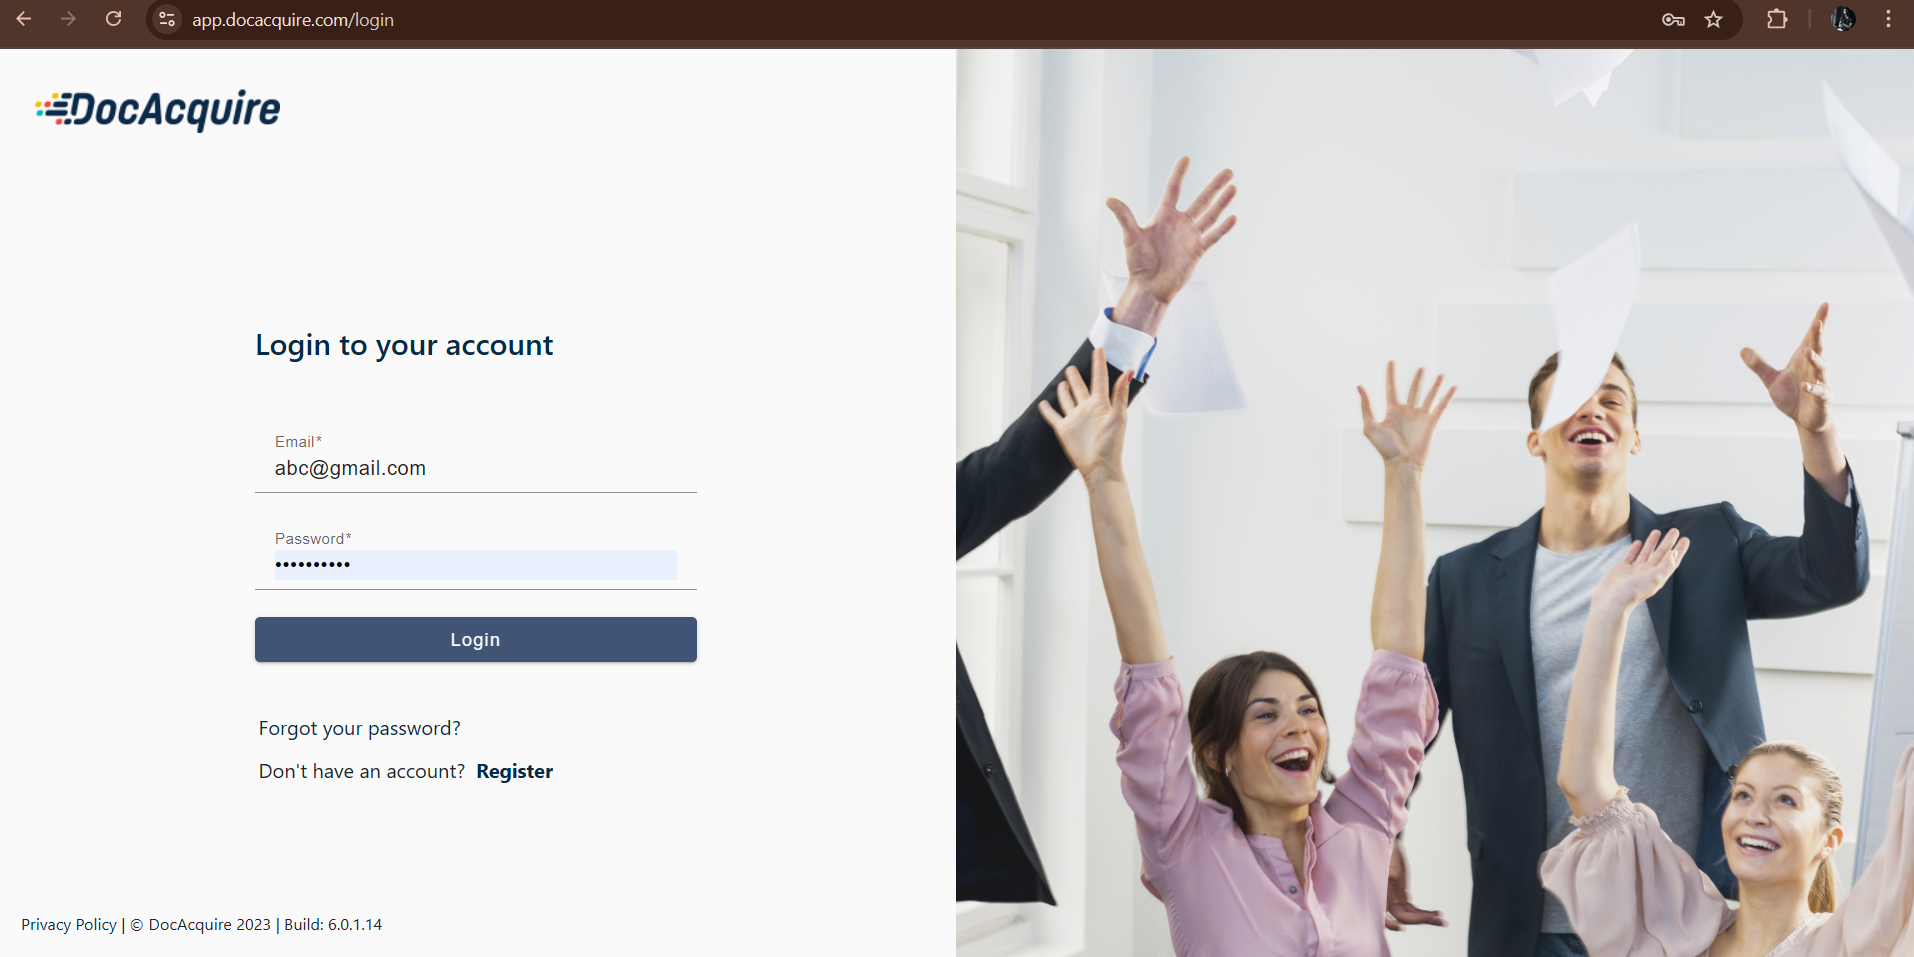 app.docacquire.com/login
DocAcquire
Login to your account
Email*
abc@gmail.com
Password*
••••••••••
Login
Forgot your password?
Don't have an account? Register
Privacy Policy | © DocAcquire 2023 | Build: 6.0.1.14